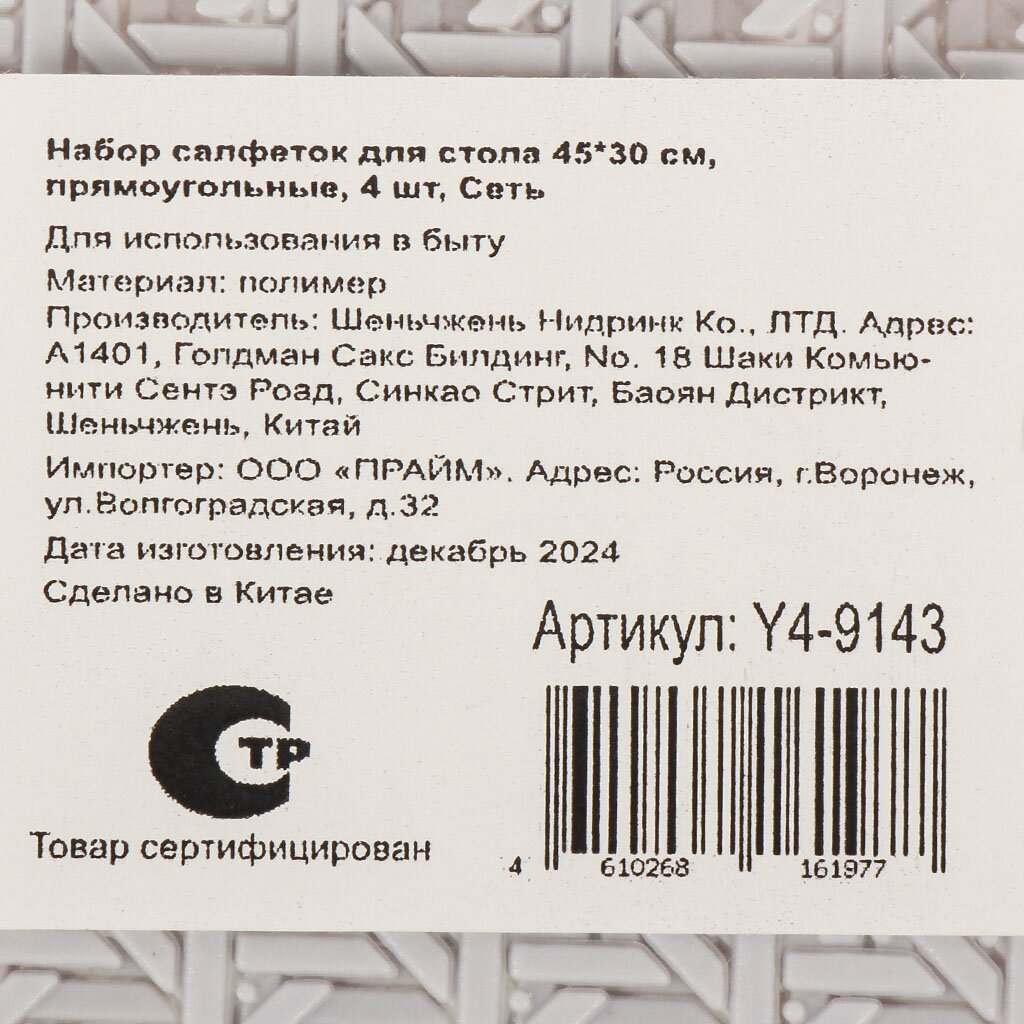 Набор салфеток для стола 45*30 см,
прямоугольные, 4 шт, Сеть
Для использования в быту
Материал: полимер
Производитель: Шеньчжень Нидринк Ко., ЛТД. Адрес:
А1401, Голдман Сакс Билдинг, No. 18 Шаки Комью-
нити Сентэ Роад, Синкао Стрит, Баоян Дистрикт,
Шеньчжень, Китай
Импортер: ООО «ПРАЙМ». Адрес: Россия, г.Воронеж,
ул.Волгоградская, д.32
Дата изготовления: декабрь 2024
Сделано в Китае
Артикул: Y4-9143
СТР
Товар сертифицирован
4 610268 161977